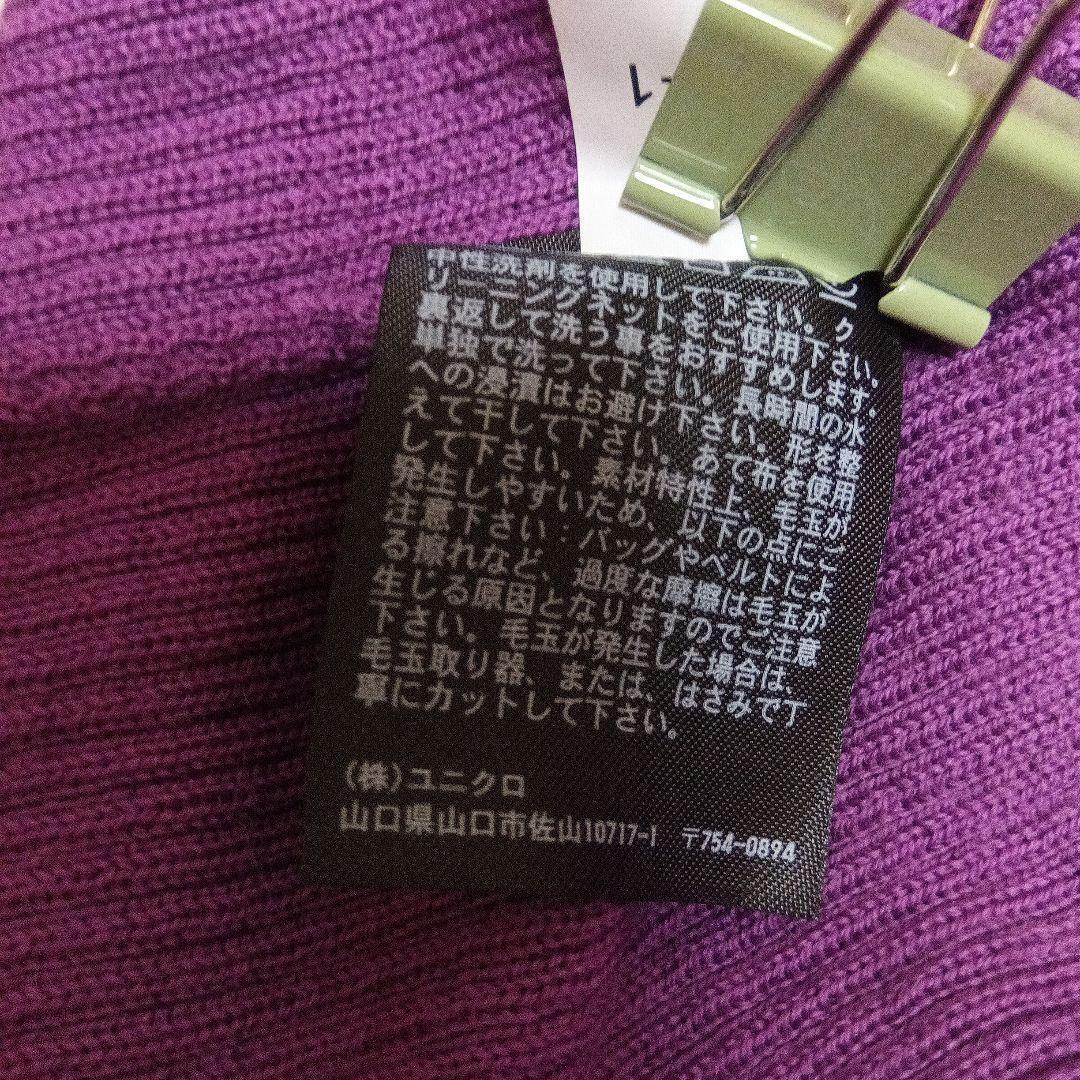 中性洗剤を使用して下さい。ク
リーニングネットをご使用下さい。
裏返して洗う事をおすすめします。
単独で洗って下さい。長時間の水
への浸漬はお避け下さい。形を整
えて干して下さい。あて布を使用
して下さい。素材特性上、毛玉が
発生しやすいため、以下の点にご
注意下さい：バッグやベルトによ
る擦れなど、過度な摩擦は毛玉が
生じる原因となりますのでご注意
下さい。毛玉が発生した場合は、
毛玉取り器、または、はさみで丁
寧にカットして下さい。
(株)ユニクロ
山口県山口市佐山10717-1 〒754-0894